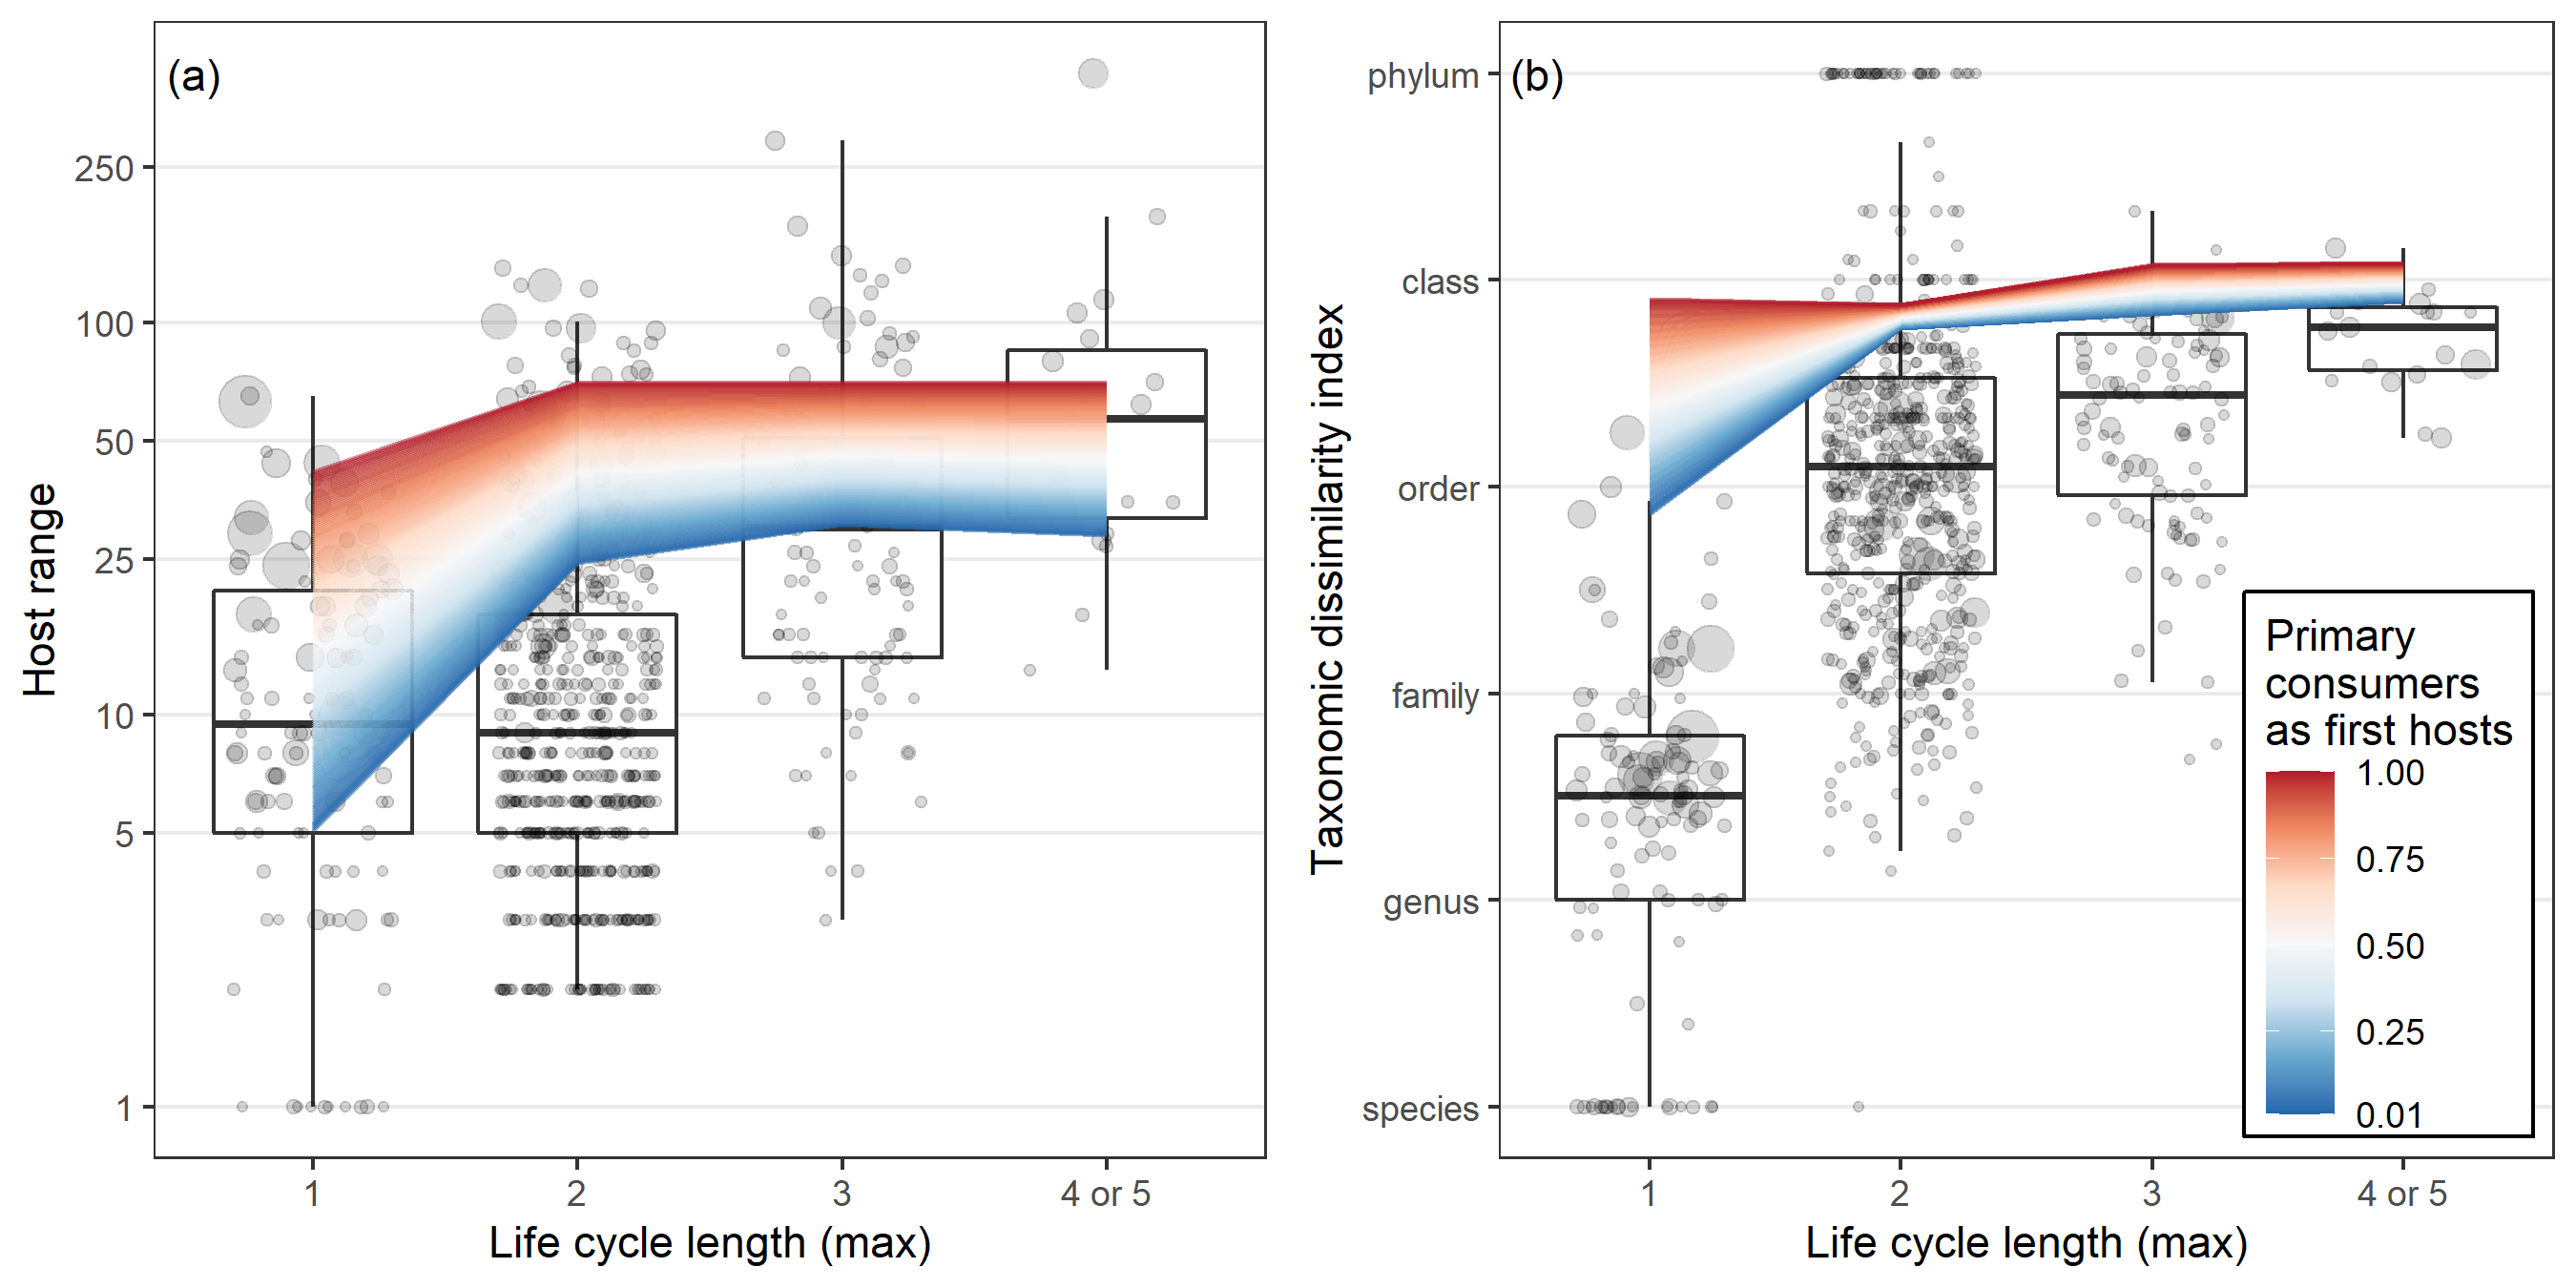 (a)
250
100
50
25
10
5
1
Host range
1
2
3
4 or 5
Life cycle length (max)
(b)
phylum
class
order
family
genus
species
Taxonomic dissimilarity index
1
2
3
4 or 5
Life cycle length (max)
Primary
consumers
as first hosts
1.00
0.75
0.50
0.25
0.01